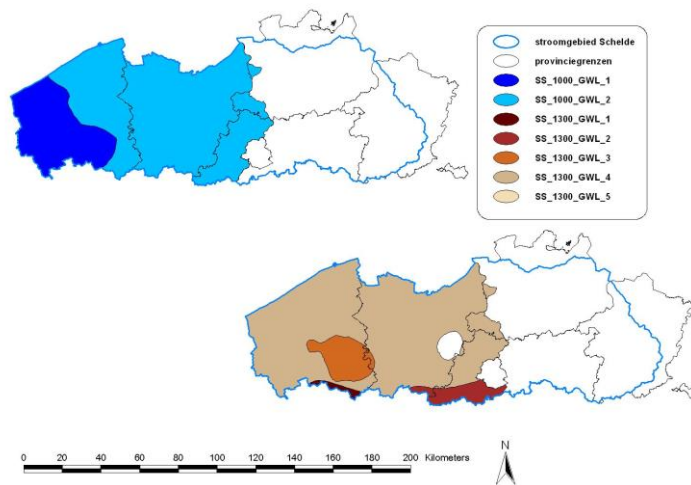 stroomgebied Schelde
provinciegrenzen
SS_1000_GWL_1
SS_1000_GWL_2
SS_1300_GWL_1
SS_1300_GWL_2
SS_1300_GWL_3
SS_1300_GWL_4
SS_1300_GWL_5
0 20 40 60 80 100 120 140 160 180 200 Kilometers
N